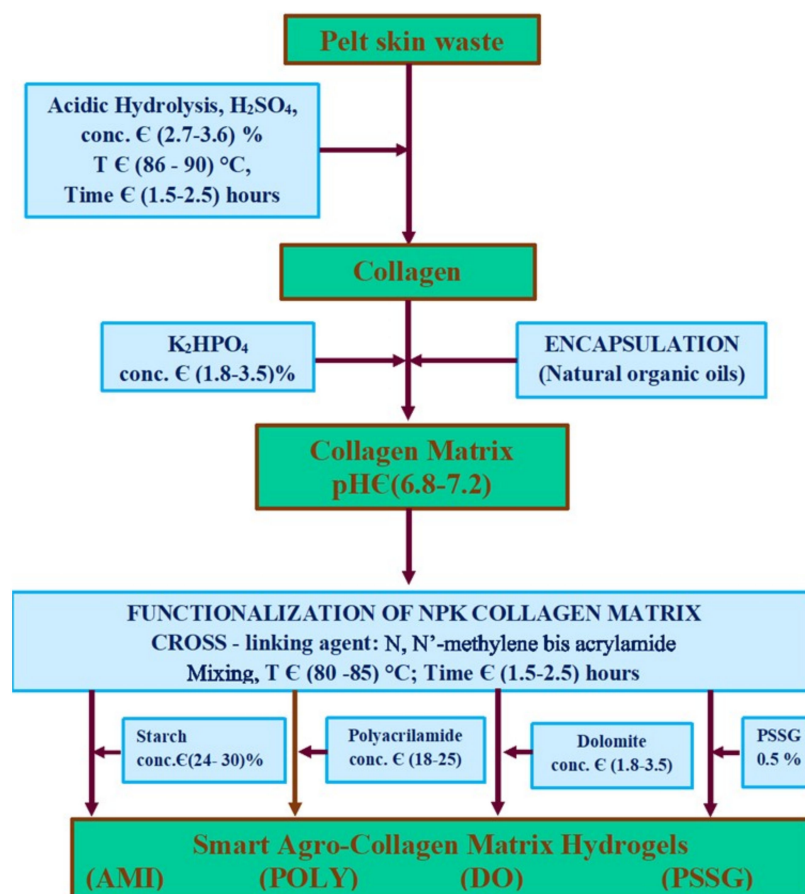 Pelt skin waste
Acidic Hydrolysis, H₂SO₄,
conc. Є (2.7-3.6) %
T Є (86 - 90) °C,
Time Є (1.5-2.5) hours
Collagen
K₂HPO₄
conc. Є (1.8-3.5)%
ENCAPSULATION
(Natural organic oils)
Collagen Matrix
pHЄ(6.8-7.2)
FUNCTIONALIZATION OF NPK COLLAGEN MATRIX
CROSS - linking agent: N, N’-methylene bis acrylamide
Mixing, T Є (80 -85) °C; Time Є (1.5-2.5) hours
Starch
conc.Є(24- 30)%
Polyacrilamide
conc. Є (18-25)
Dolomite
conc. Є (1.8-3.5)
PSSG
0.5 %
Smart Agro-Collagen Matrix Hydrogels
(AMI) (POLY) (DO) (PSSG)